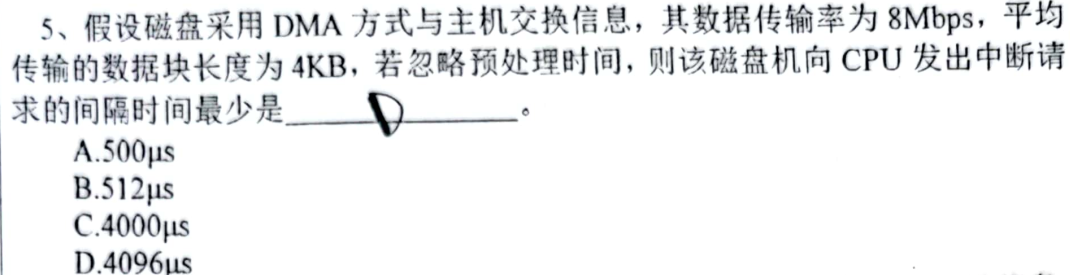 5、假设磁盘采用 DMA 方式与主机交换信息，其数据传输率为 8Mbps，平均
传输的数据块长度为 4KB，若忽略预处理时间，则该磁盘机向 CPU 发出中断请
求的间隔时间最少是____D____。
A.500μs
B.512μs
C.4000μs
D.4096μs